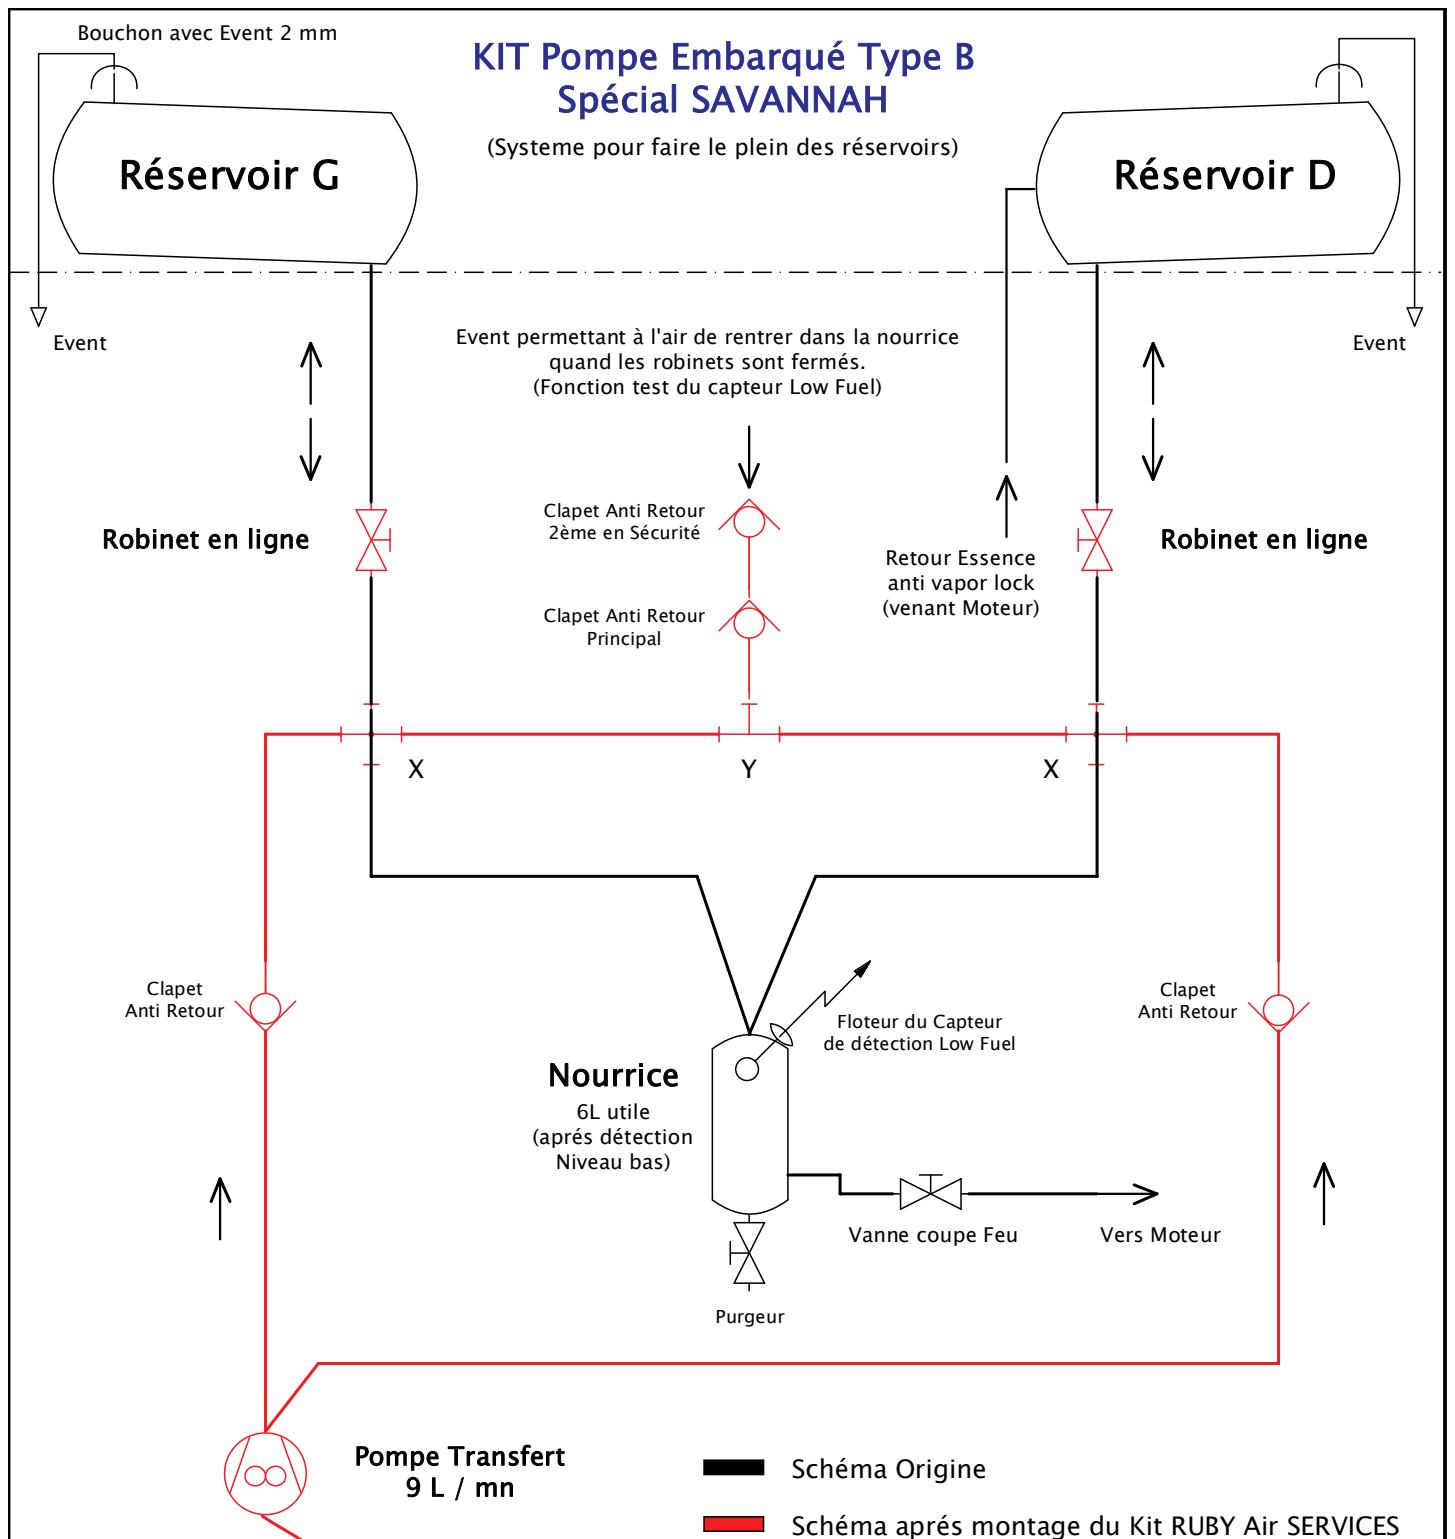 Bouchon avec Event 2 mm
KIT Pompe Embarqué Type B
Spécial SAVANNAH
(Systeme pour faire le plein des réservoirs)
Réservoir G
Réservoir D
Event
Event
Event permettant à l'air de rentrer dans la nourrice
quand les robinets sont fermés.
(Fonction test du capteur Low Fuel)
Robinet en ligne
Clapet Anti Retour
2ème en Sécurité
Clapet Anti Retour
Principal
Retour Essence
anti vapor lock
(venant Moteur)
Robinet en ligne
X
Y
X
Clapet
Anti Retour
Floteur du Capteur
de détection Low Fuel
Clapet
Anti Retour
Nourrice
6L utile
(aprés détection
Niveau bas)
Vanne coupe Feu
Vers Moteur
Purgeur
Pompe Transfert
9 L / mn
Schéma Origine
Schéma aprés montage du Kit RUBY Air SERVICES